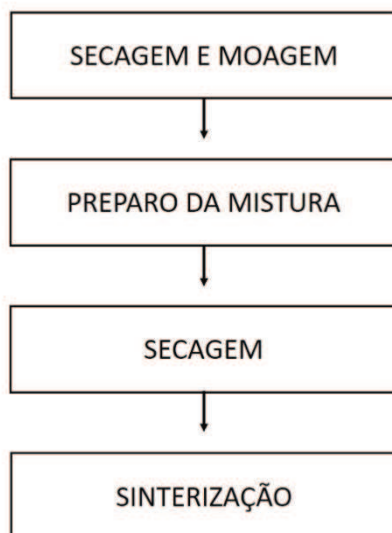 SECAGEM E MOAGEM
PREPARO DA MISTURA
SECAGEM
SINTERIZAÇÃO